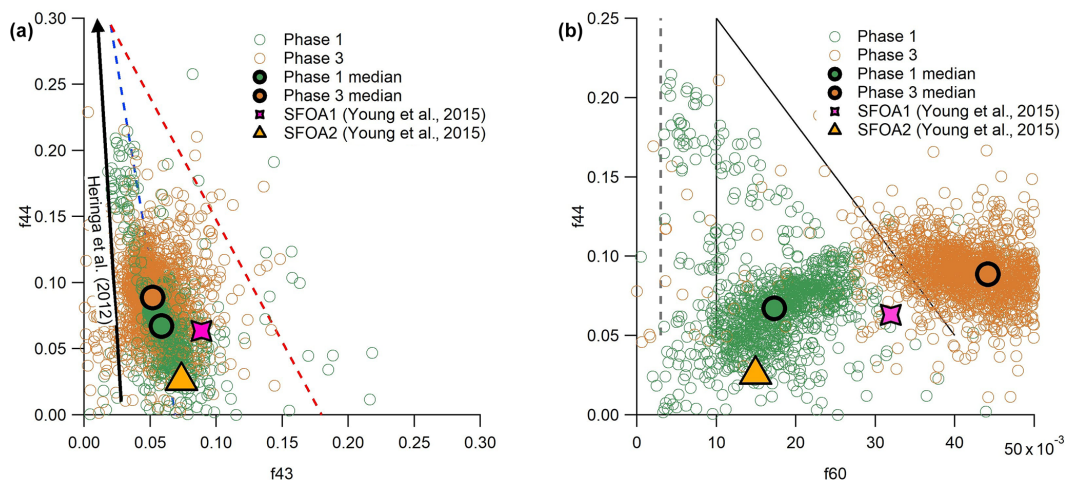 (a)
0.30
0.25
0.20
0.15
0.10
0.05
0.00
f44
Heringa et al. (2012)
Phase 1
Phase 3
Phase 1 median
Phase 3 median
SFOA1 (Young et al., 2015)
SFOA2 (Young et al., 2015)
0.00 0.05 0.10 0.15 0.20 0.25 0.30
f43
(b)
0.25
0.20
0.15
0.10
0.05
0.00
f44
Phase 1
Phase 3
Phase 1 median
Phase 3 median
SFOA1 (Young et al., 2015)
SFOA2 (Young et al., 2015)
0 10 20 30 40 50 x 10⁻³
f60